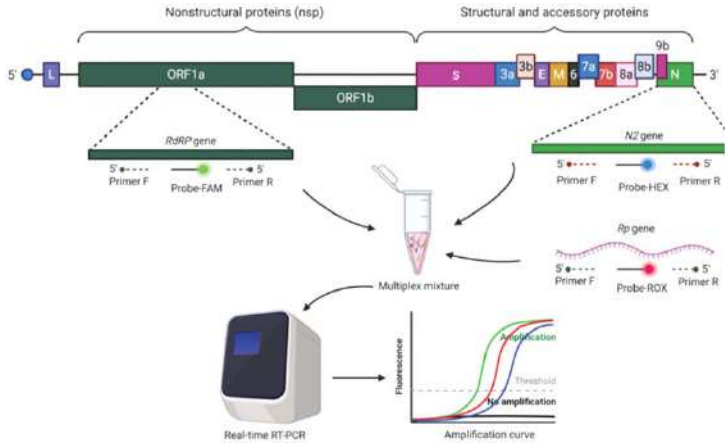 Nonstructural proteins (nsp)
Structural and accessory proteins
5' L ORF1a ORF1b S 3a 3b E M 6 7a 7b 8a 8b 9b N 3'
RdRP gene
5' 5'
Primer F Probe-FAM Primer R
N2 gene
5' 5'
Primer F Probe-HEX Primer R
Rp gene
5' 5'
Primer F Probe-ROX Primer R
Multiplex mixture
Real-time RT-PCR
Fluorescence
Amplification
Threshold
No amplification
Amplification curve